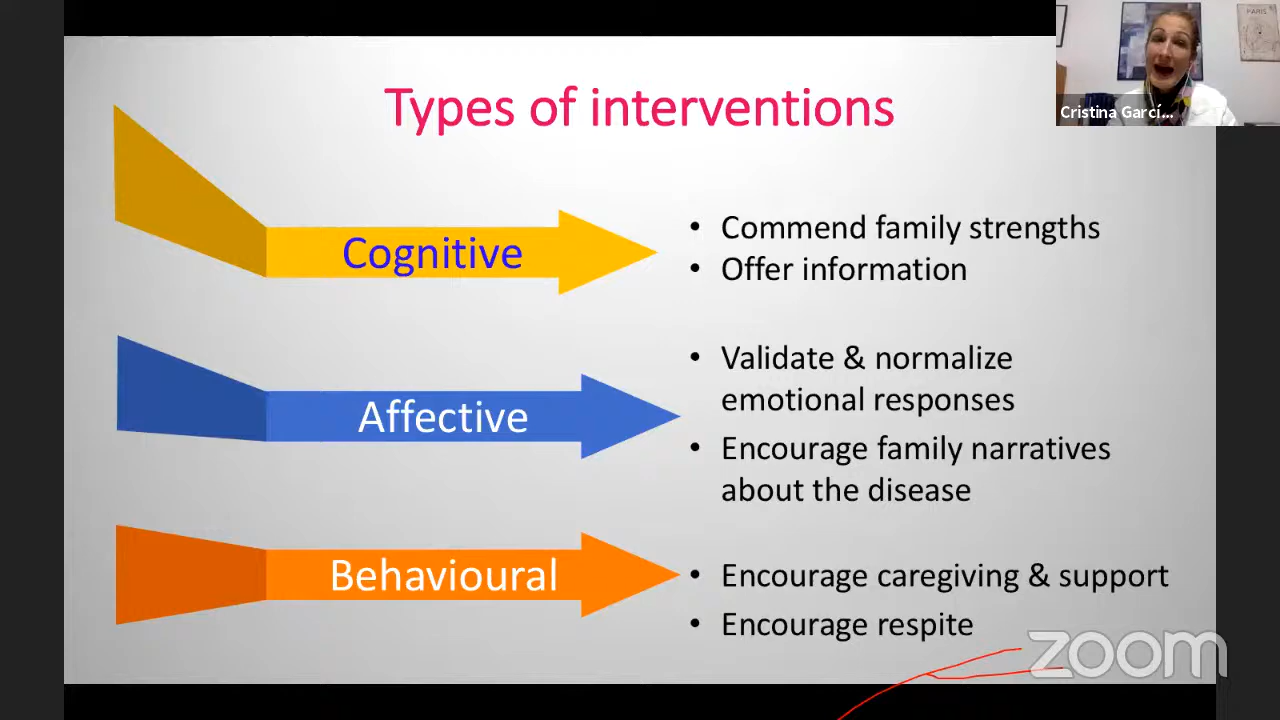 PARIS
Cristina Garcí...
Types of interventions
Cognitive
• Commend family strengths
• Offer information
Affective
• Validate & normalize
emotional responses
• Encourage family narratives
about the disease
Behavioural
• Encourage caregiving & support
• Encourage respite
zoom